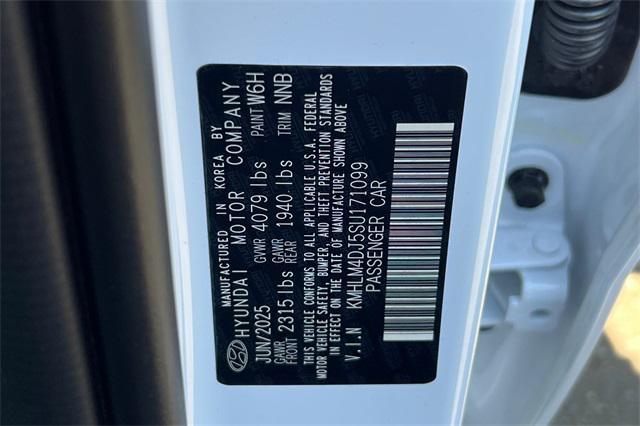 MANUFACTURED IN KOREA BY
HYUNDAI MOTOR COMPANY
JUN/2025 GVWR 4079 lbs PAINT W6H
GAWR FRONT 2315 lbs GAWR REAR 1940 lbs TRIM NNB
THIS VEHICLE CONFORMS TO ALL APPLICABLE U.S.A. FEDERAL
MOTOR VEHICLE SAFETY, BUMPER, AND THEFT PREVENTION STANDARDS
IN EFFECT ON THE DATE OF MANUFACTURE SHOWN ABOVE
V.I.N KMHLM4DJ5SU171099
PASSENGER CAR